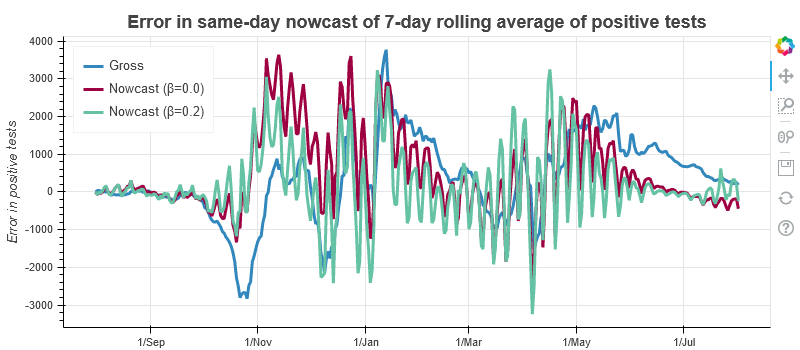 Error in same-day nowcast of 7-day rolling average of positive tests
Error in positive tests
4000
3000
2000
1000
0
-1000
-2000
-3000
Gross
Nowcast (β=0.0)
Nowcast (β=0.2)
1/Sep
1/Nov
1/Jan
1/Mar
1/May
1/Jul